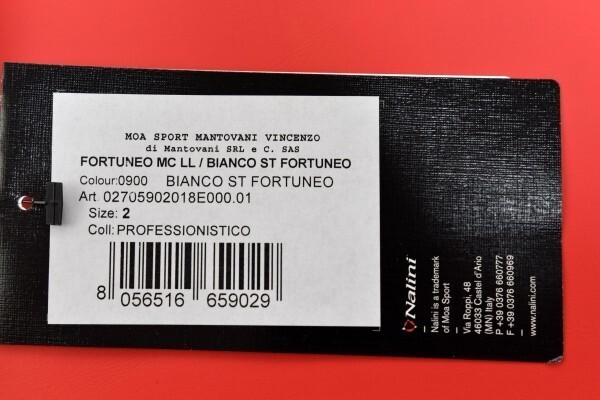 MOA SPORT MANTOVANI VINCENZO
di Mantovani SRL e C. SAS
FORTUNEO MC LL / BIANCO ST FORTUNEO
Colour:0900 BIANCO ST FORTUNEO
Art. 02705902018E000.01
Size: 2
Coll: PROFESSIONISTICO
8 056516 659029
Nalini
Nalini is a trademark
of Moa Sport
Via Roppi, 48
46033 Castel d'Ario
(MN) Italy
P +39 0376 660777
F +39 0376 660969
www.nalini.com